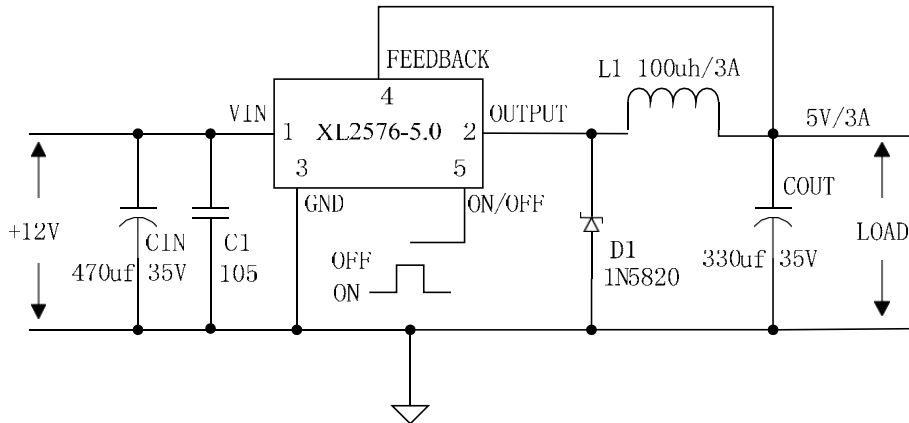 FEEDBACK
L1 100uh/3A
4
VIN
OUTPUT
5V/3A
1 XL2576-5.0 2
3
5
GND
ON/OFF
COUT
+12V
CIN
C1
OFF
D1
LOAD
470uf 35V
105
ON
1N5820
330uf 35V